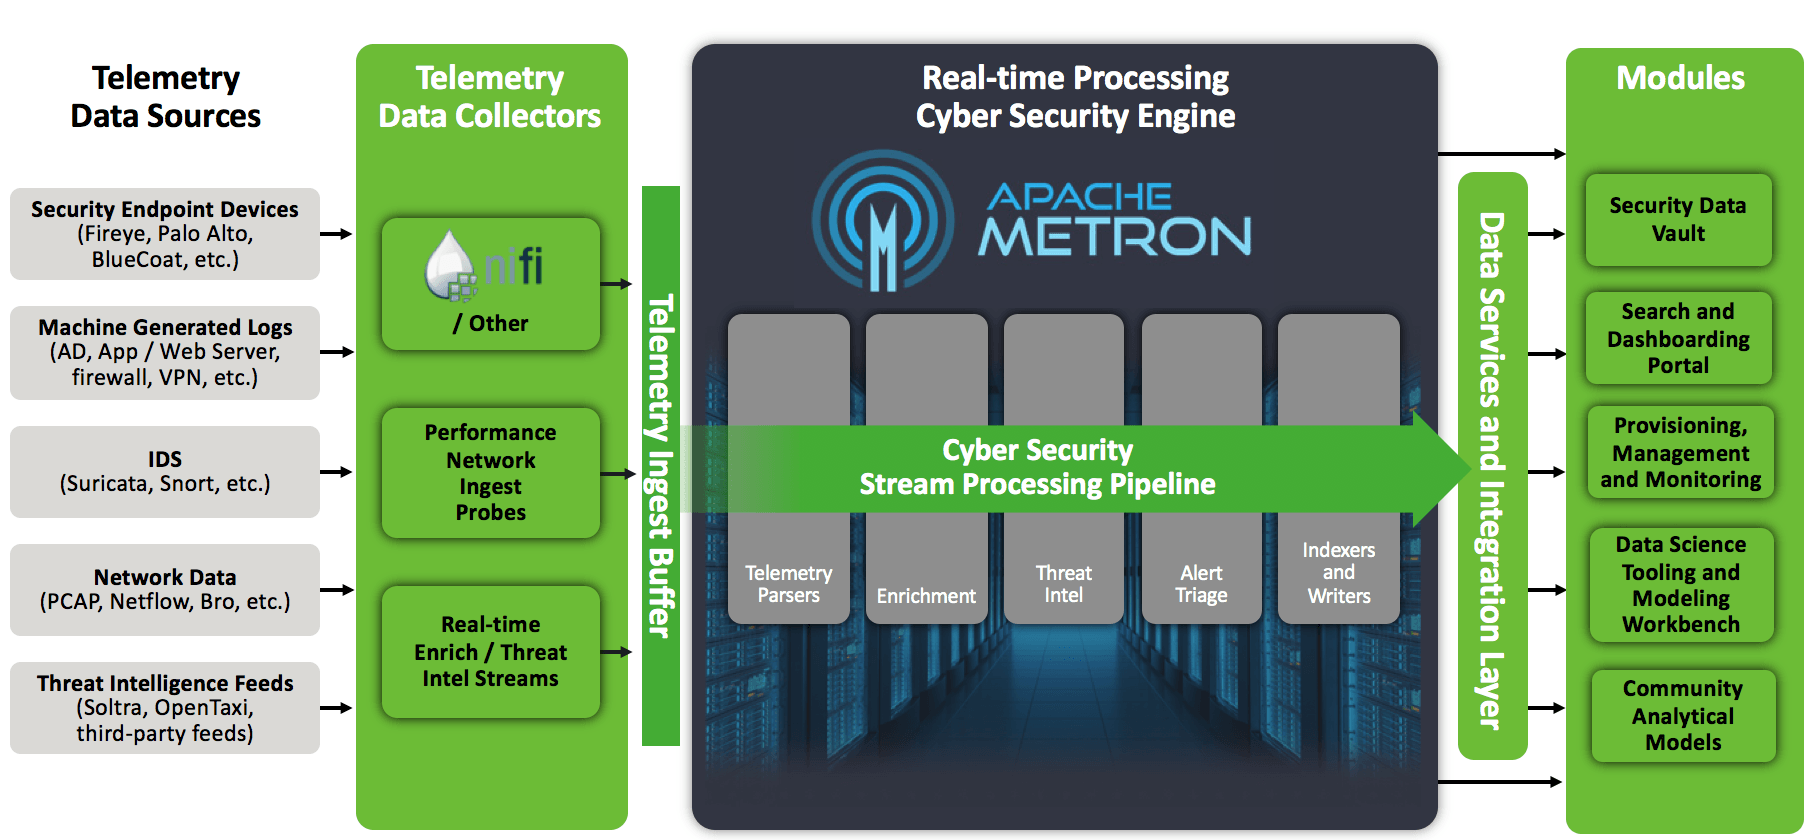 Telemetry
Data Sources
Security Endpoint Devices
(Fireye, Palo Alto,
BlueCoat, etc.)
Machine Generated Logs
(AD, App / Web Server,
firewall, VPN, etc.)
IDS
(Suricata, Snort, etc.)
Network Data
(PCAP, Netflow, Bro, etc.)
Threat Intelligence Feeds
(Soltra, OpenTaxi,
third-party feeds)
Telemetry
Data Collectors
nifi
/ Other
Performance
Network
Ingest
Probes
Real-time
Enrich / Threat
Intel Streams
Telemetry Ingest Buffer
Real-time Processing
Cyber Security Engine
APACHE
METRON
Cyber Security
Stream Processing Pipeline
Telemetry
Parsers
Enrichment
Threat
Intel
Alert
Triage
Indexers
and
Writers
Data Services and Integration Layer
Modules
Security Data
Vault
Search and
Dashboarding
Portal
Provisioning,
Management
and Monitoring
Data Science
Tooling and
Modeling
Workbench
Community
Analytical
Models